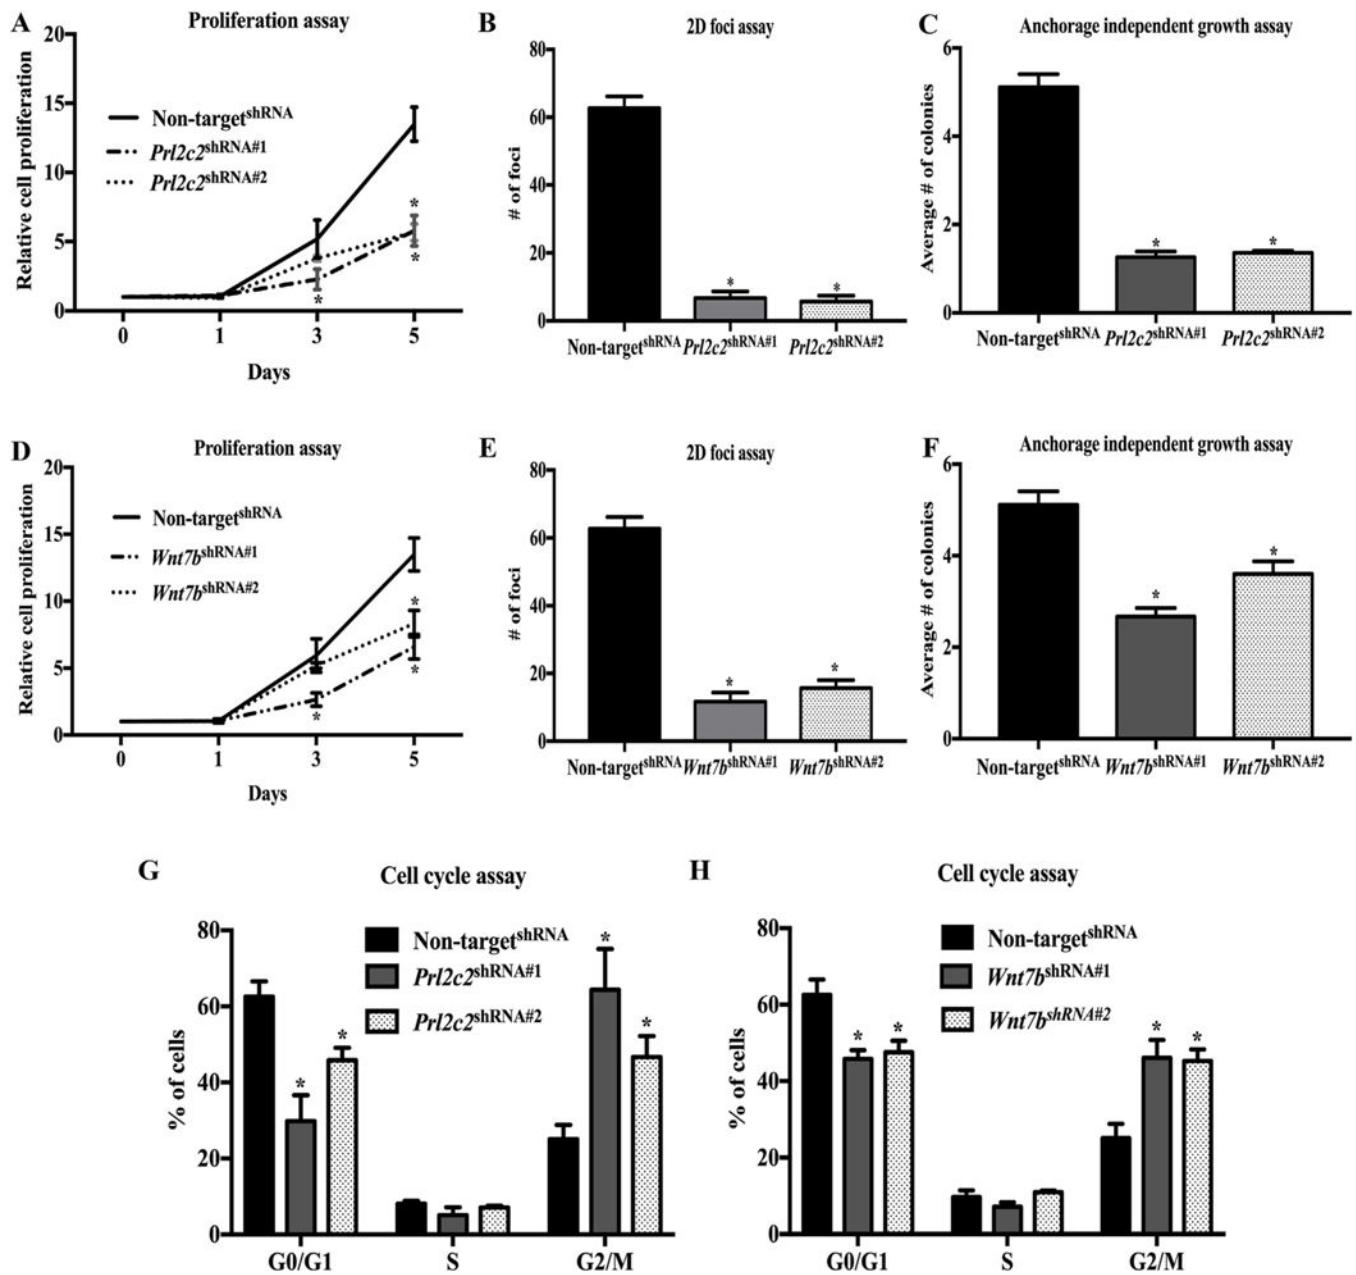 A
Proliferation assay
20
15
10
5
0
Relative cell proliferation
Non-target^shRNA
Prl2c2^shRNA#1
Prl2c2^shRNA#2
*
*
*
0 1 3 5
Days
B
2D foci assay
80
60
40
20
0
# of foci
* *
Non-target^shRNA Prl2c2^shRNA#1 Prl2c2^shRNA#2
C
Anchorage independent growth assay
6
4
2
0
Average # of colonies
* *
Non-target^shRNA Prl2c2^shRNA#1 Prl2c2^shRNA#2
D
Proliferation assay
20
15
10
5
0
Relative cell proliferation
Non-target^shRNA
Wnt7b^shRNA#1
Wnt7b^shRNA#2
*
*
*
0 1 3 5
Days
E
2D foci assay
80
60
40
20
0
# of foci
* *
Non-target^shRNA Wnt7b^shRNA#1 Wnt7b^shRNA#2
F
Anchorage independent growth assay
6
4
2
0
Average # of colonies
* *
Non-target^shRNA Wnt7b^shRNA#1 Wnt7b^shRNA#2
G
Cell cycle assay
80
60
40
20
0
% of cells
Non-target^shRNA
Prl2c2^shRNA#1
Prl2c2^shRNA#2
* * * *
G0/G1 S G2/M
H
Cell cycle assay
80
60
40
20
0
% of cells
Non-target^shRNA
Wnt7b^shRNA#1
Wnt7b^shRNA#2
* * * *
G0/G1 S G2/M